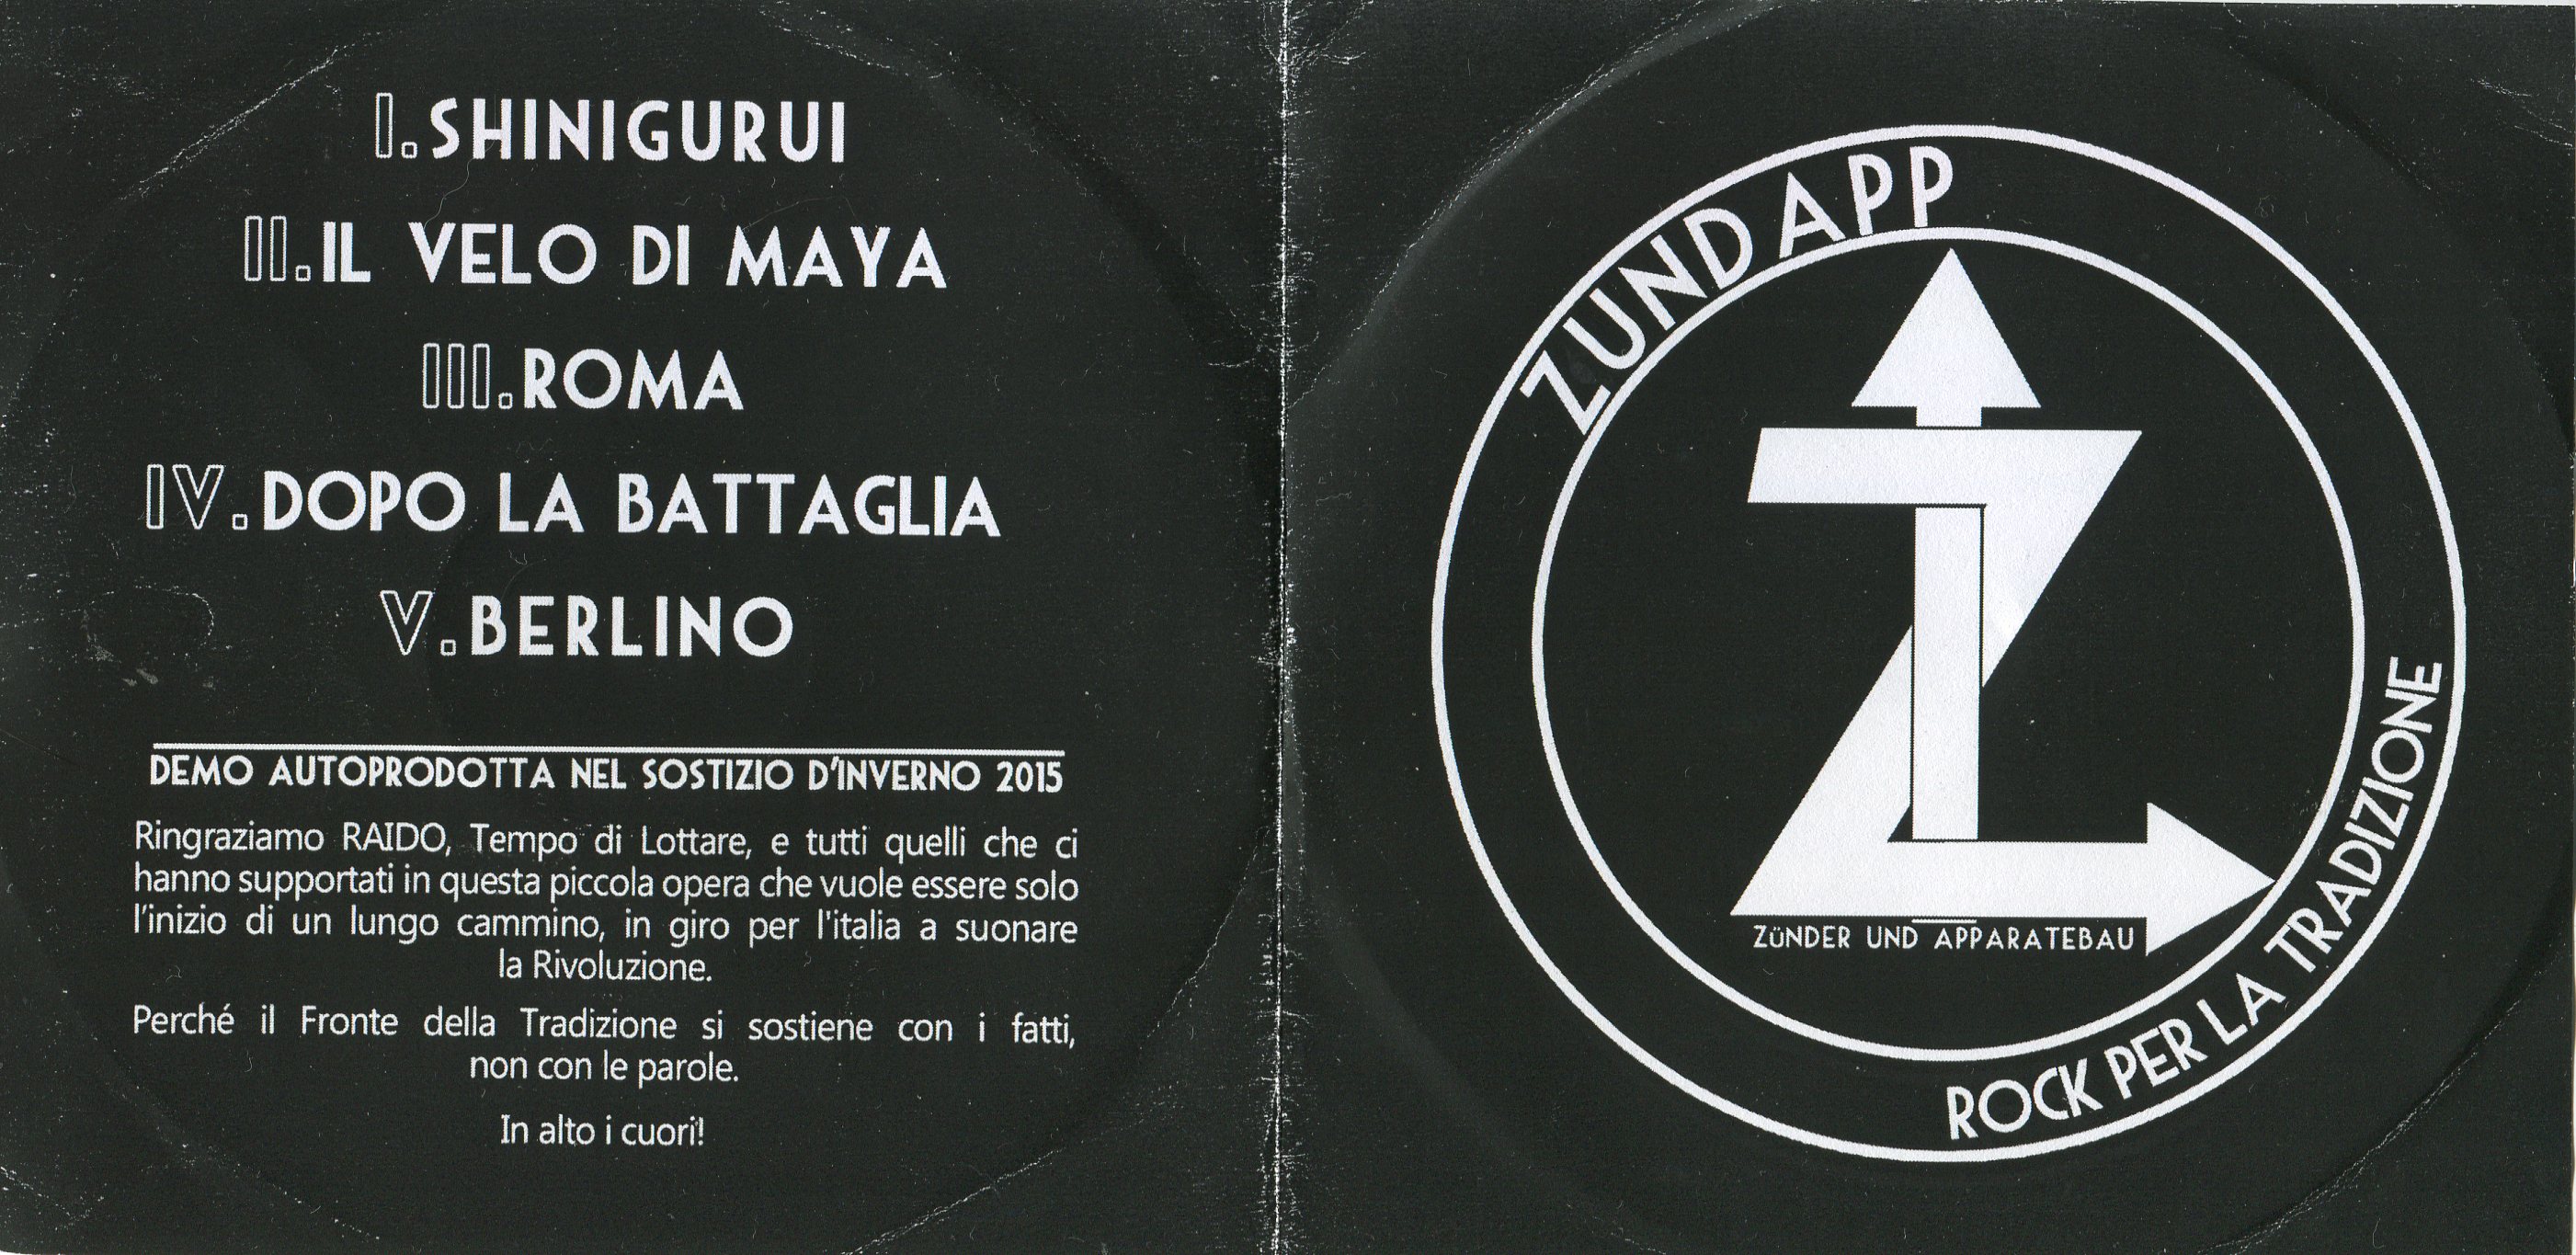 I.SHINIGURUI
II.IL VELO DI MAYA
III.ROMA
IV.DOPO LA BATTAGLIA
V.BERLINO
DEMO AUTOPRODOTTA NEL SOSTIZIO D'INVERNO 2015
Ringraziamo RAIDO, Tempo di Lottare, e tutti quelli che ci
hanno supportati in questa piccola opera che vuole essere solo
l'inizio di un lungo cammino, in giro per l'italia a suonare
la Rivoluzione.
Perché il Fronte della Tradizione si sostiene con i fatti,
non con le parole.
In alto i cuori!
ZUNDAPP
ZüNDER UND APPARATEBAU
ROCK PER LA TRADIZIONE